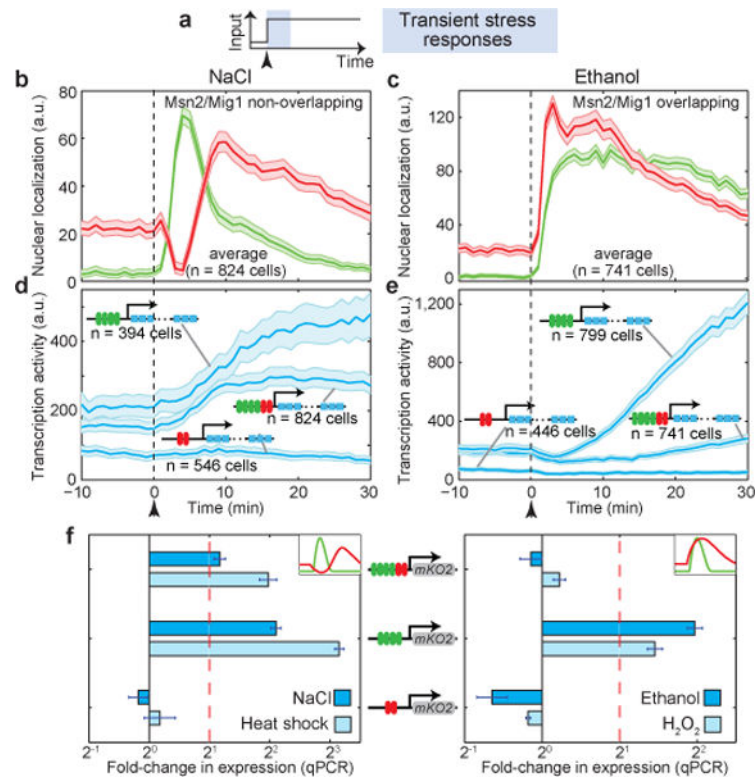 a
Input
Time
Transient stress
responses
b
NaCl
Msn2/Mig1 non-overlapping
Nuclear localization (a.u.)
80
60
40
20
0
average
(n = 824 cells)
c
Ethanol
Msn2/Mig1 overlapping
Nuclear localization (a.u.)
120
80
40
0
average
(n = 741 cells)
d
Transcription activity (a.u.)
400
200
0
n = 394 cells
n = 824 cells
n = 546 cells
−10 0 10 20 30
Time (min)
e
Transcription activity (a.u.)
1,200
800
400
0
n = 799 cells
n = 446 cells
n = 741 cells
−10 0 10 20 30
Time (min)
f
mKO2
mKO2
mKO2
NaCl
Heat shock
2-1 20 21 22 23
Fold-change in expression (qPCR)
Ethanol
H2O2
2-1 20 21 22
Fold-change in expression (qPCR)